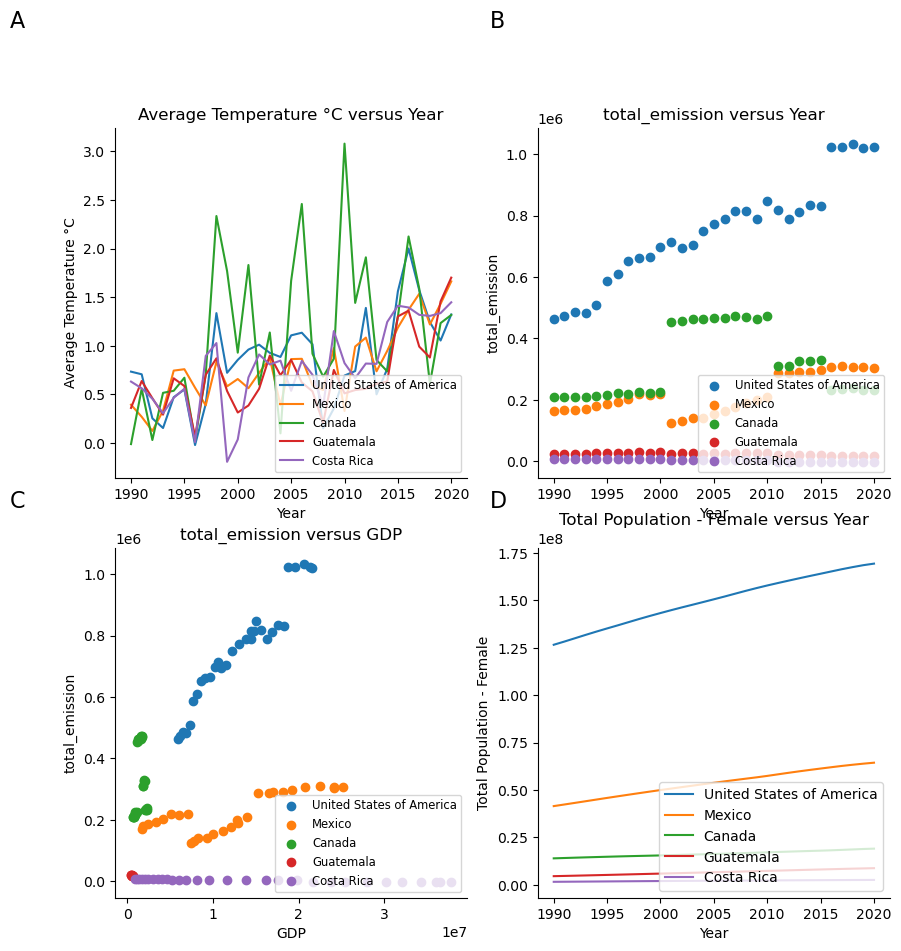 A
Average Temperature °C versus Year
Average Temperature °C
3.0
2.5
2.0
1.5
1.0
0.5
0.0
United States of America
Mexico
Canada
Guatemala
Costa Rica
1990 1995 2000 2005 2010 2015 2020
Year
B
total_emission versus Year
1e6
total_emission
1.0
0.8
0.6
0.4
0.2
0.0
United States of America
Mexico
Canada
Guatemala
Costa Rica
1990 1995 2000 2005 2010 2015 2020
Year
C
total_emission versus GDP
1e6
total_emission
1.0
0.8
0.6
0.4
0.2
0.0
United States of America
Mexico
Canada
Guatemala
Costa Rica
0 1 2 3
1e7
GDP
D
Total Population - Female versus Year
1e8
Total Population - Female
1.75
1.50
1.25
1.00
0.75
0.50
0.25
0.00
United States of America
Mexico
Canada
Guatemala
Costa Rica
1990 1995 2000 2005 2010 2015 2020
Year